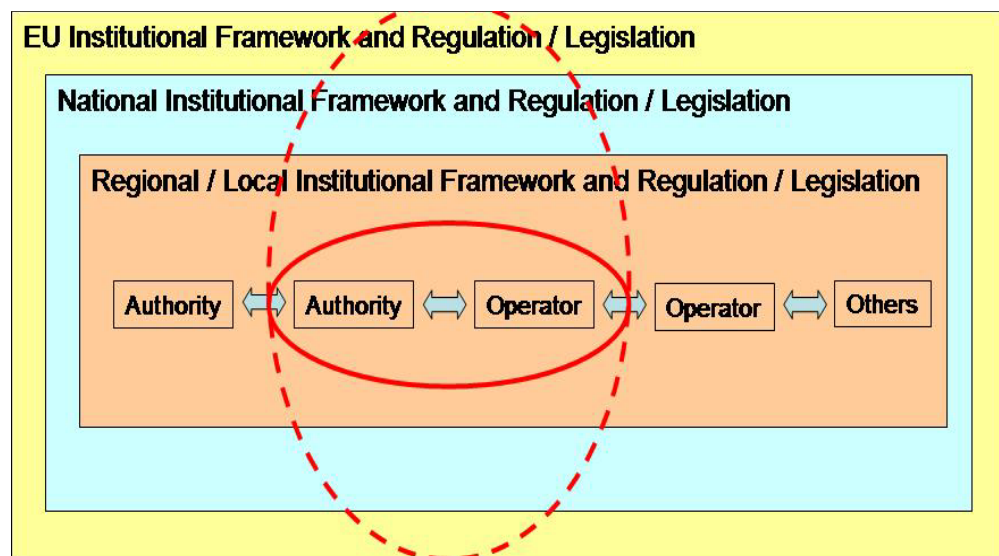 EU Institutional Framework and Regulation / Legislation
National Institutional Framework and Regulation / Legislation
Regional / Local Institutional Framework and Regulation / Legislation
Authority
Authority
Operator
Operator
Others